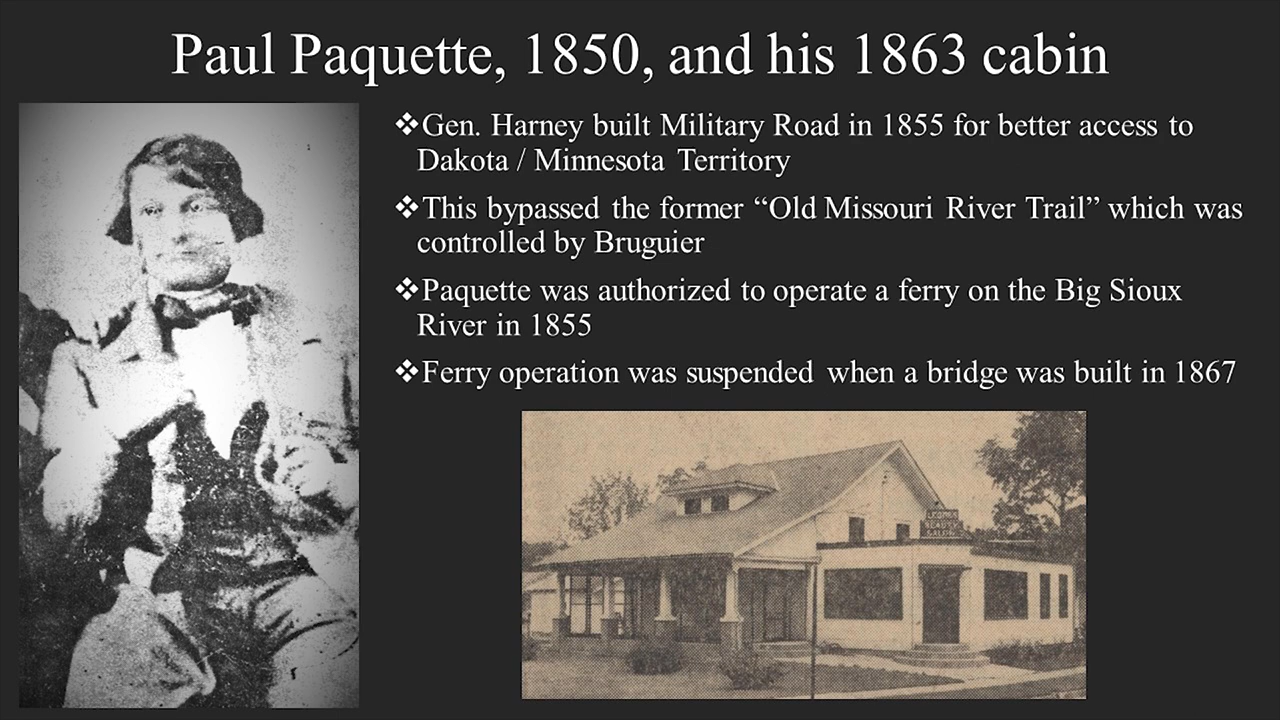 Paul Paquette, 1850, and his 1863 cabin
❖Gen. Harney built Military Road in 1855 for better access to
Dakota / Minnesota Territory
❖This bypassed the former “Old Missouri River Trail” which was
controlled by Bruguier
❖Paquette was authorized to operate a ferry on the Big Sioux
River in 1855
❖Ferry operation was suspended when a bridge was built in 1867
BEAUTY
SALON